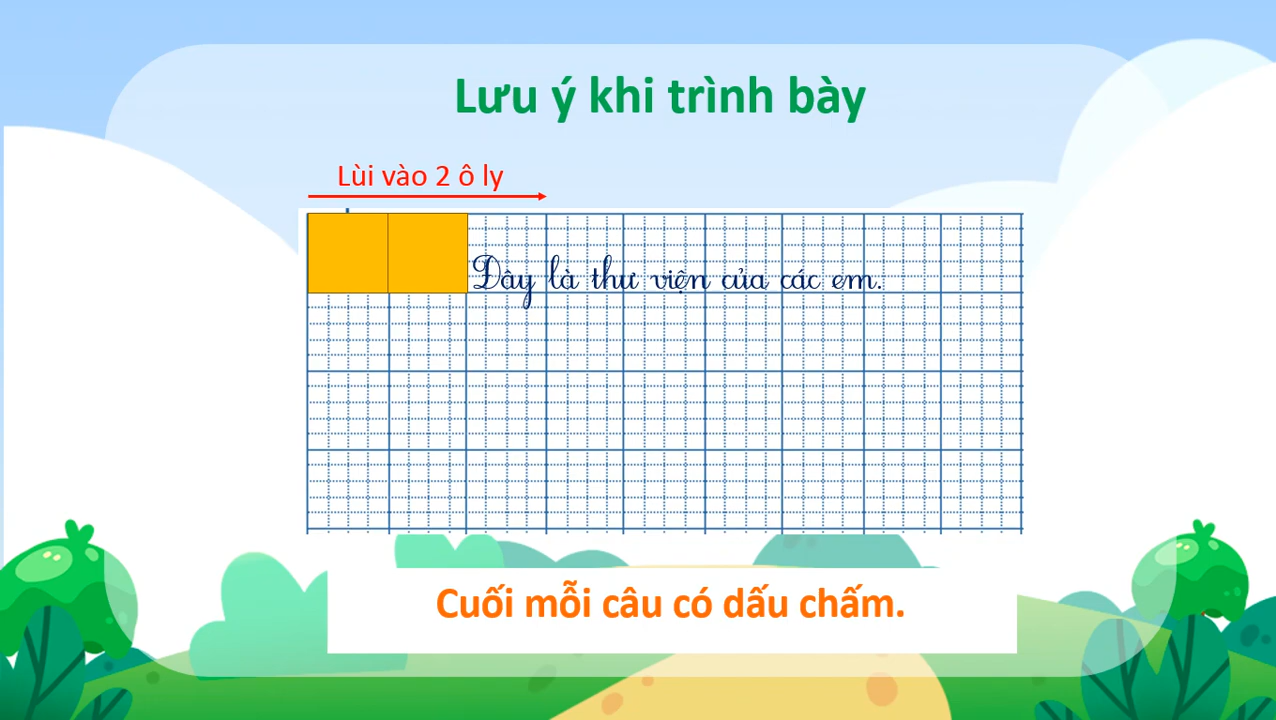 Lưu ý khi trình bày
Lùi vào 2 ô ly
Đây là thư viện của các em.
Cuối mỗi câu có dấu chấm.